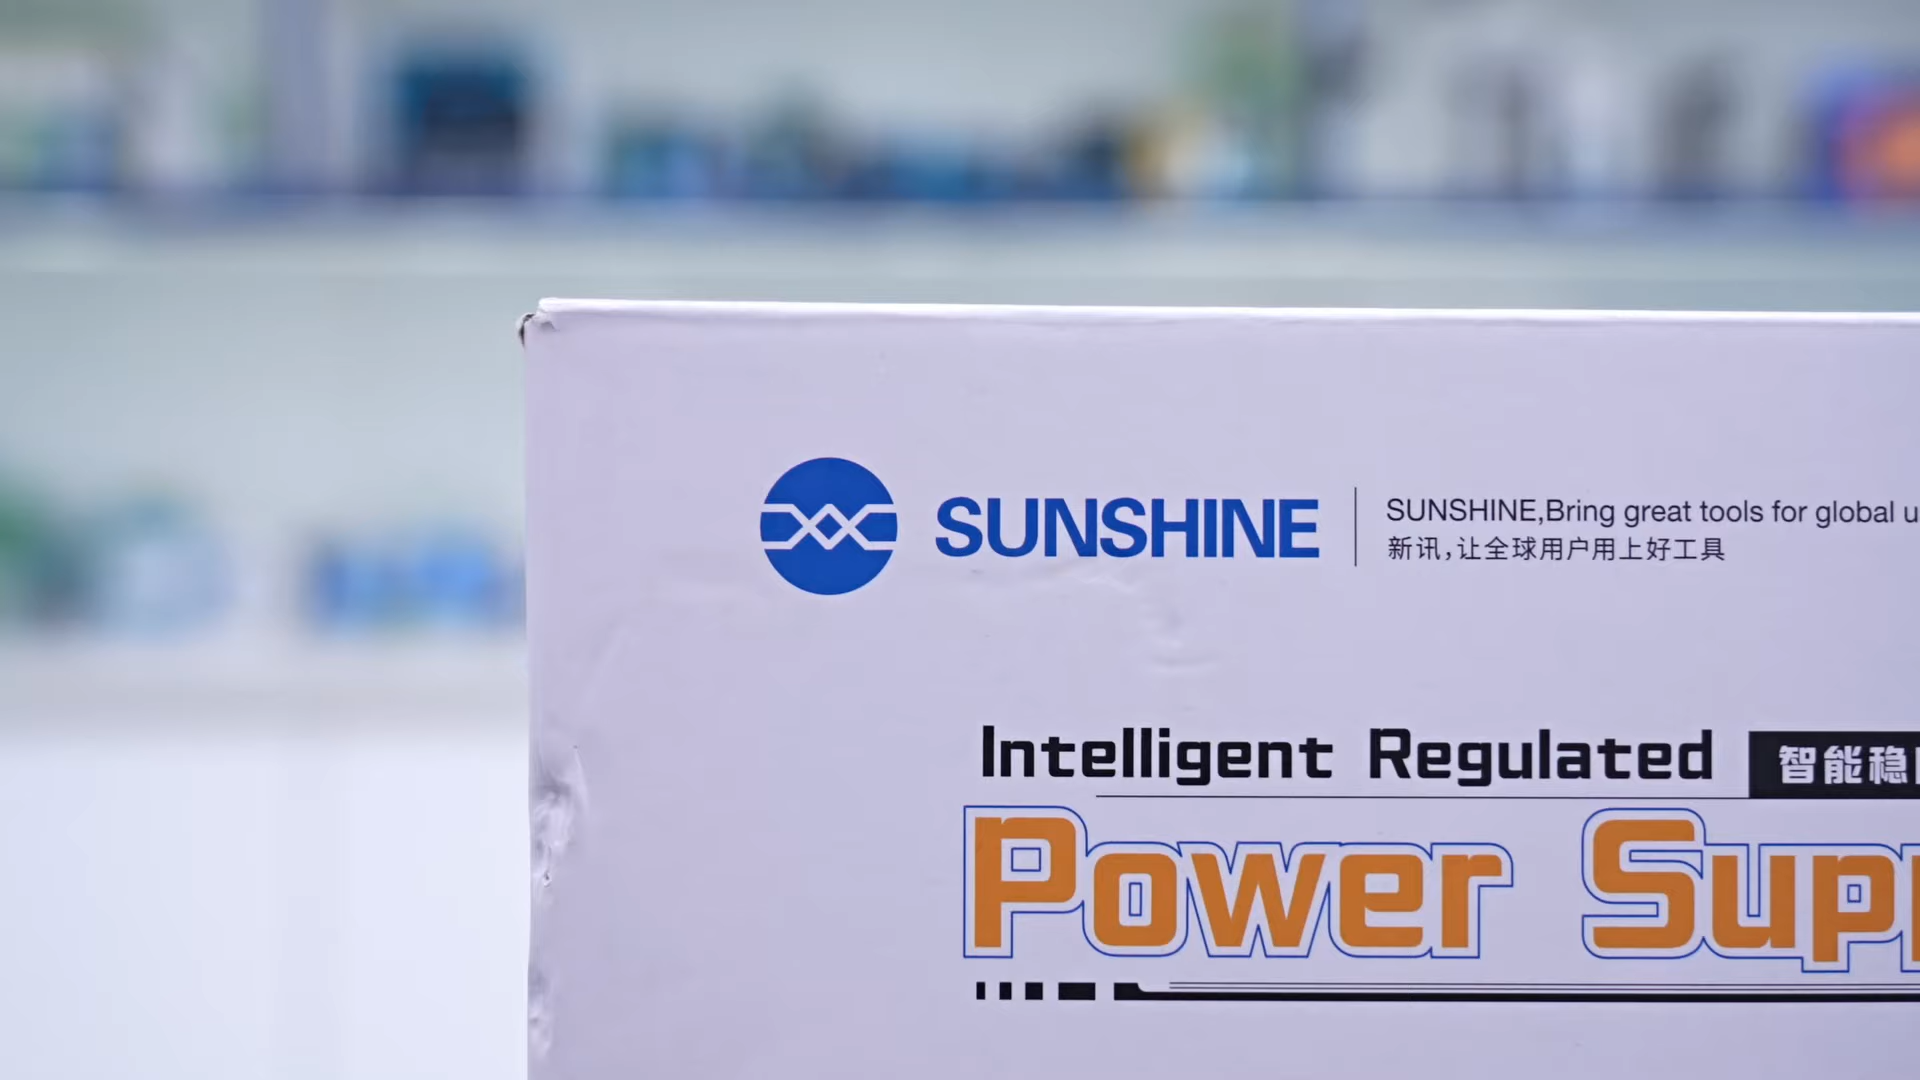 SUNSHINE
SUNSHINE,Bring great tools for global
新讯,让全球用户用上好工具
Intelligent Regulated
智能稳
Power